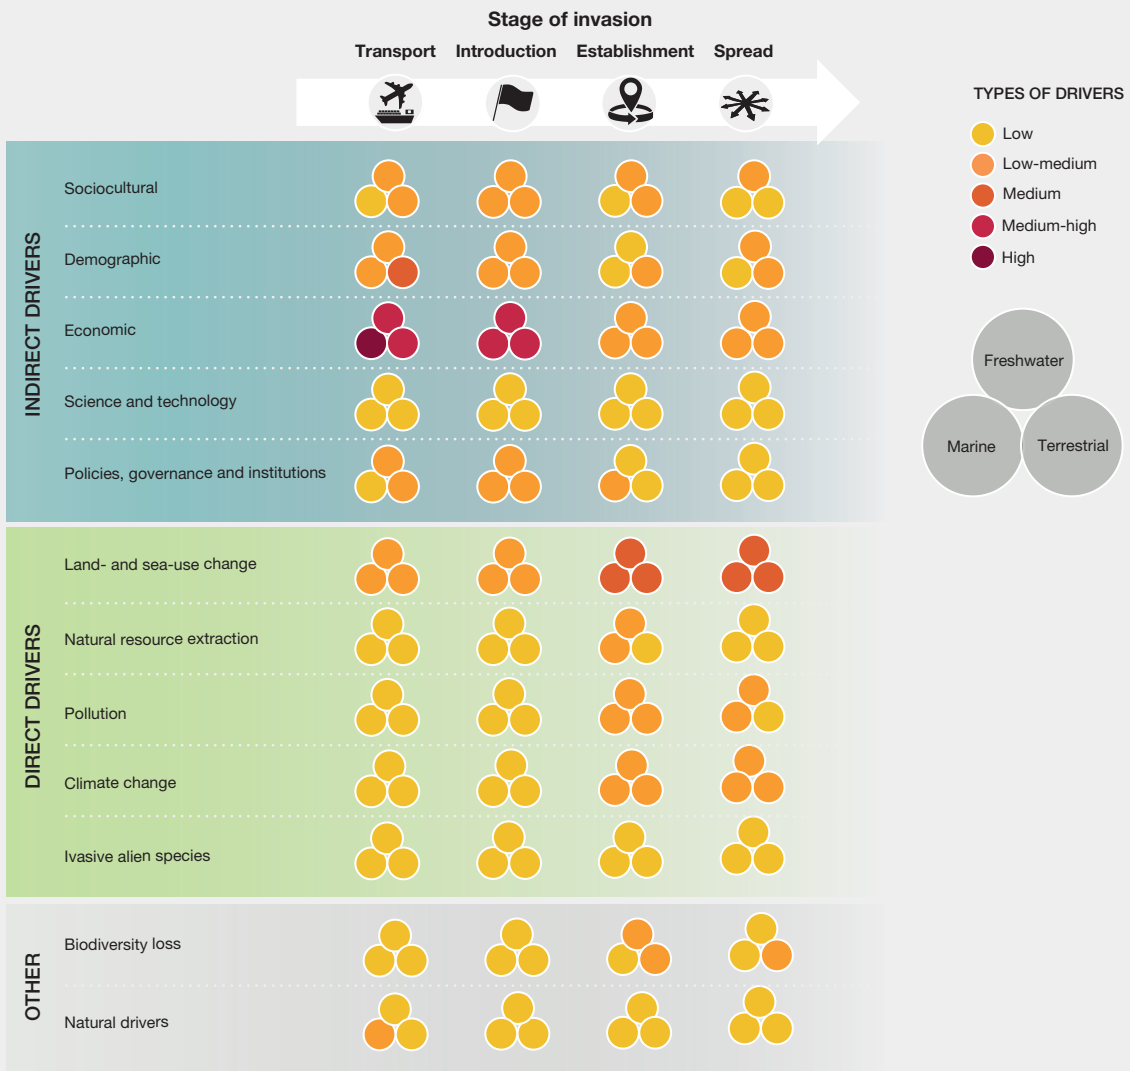 Stage of invasion
Transport Introduction Establishment Spread
TYPES OF DRIVERS
Low
Low-medium
Medium
Medium-high
High
Freshwater
Marine Terrestrial
INDIRECT DRIVERS
Sociocultural
Demographic
Economic
Science and technology
Policies, governance and institutions
DIRECT DRIVERS
Land- and sea-use change
Natural resource extraction
Pollution
Climate change
Ivasive alien species
OTHER
Biodiversity loss
Natural drivers